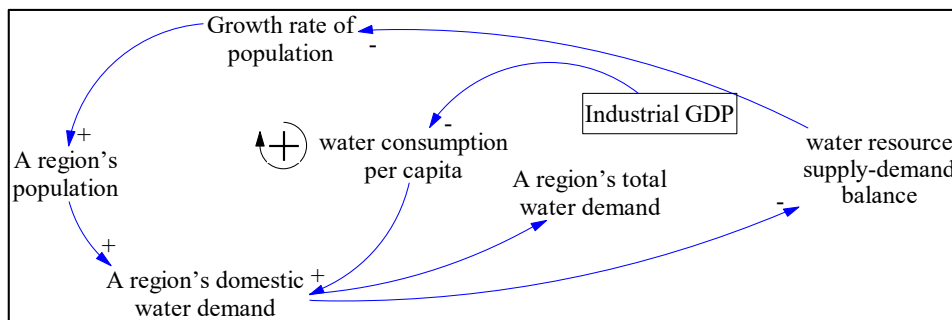 Growth rate of
population
-
Industrial GDP
-
+
+
water consumption
per capita
water resource
supply-demand
balance
A region's
population
A region's total
water demand
-
+
+
A region's domestic
water demand